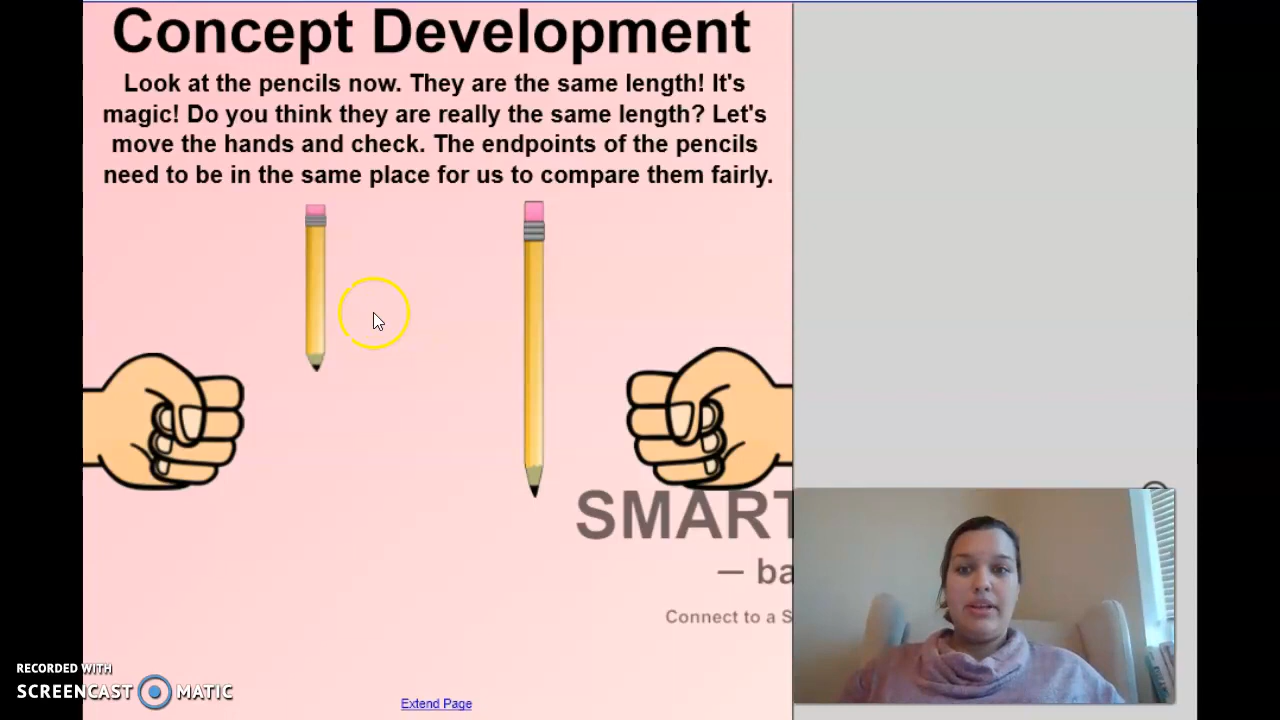 Concept Development
Look at the pencils now. They are the same length! It's
magic! Do you think they are really the same length? Let's
move the hands and check. The endpoints of the pencils
need to be in the same place for us to compare them fairly.
SMART
— ba
Connect to a S
RECORDED WITH
SCREENCAST MATIC
Extend Page